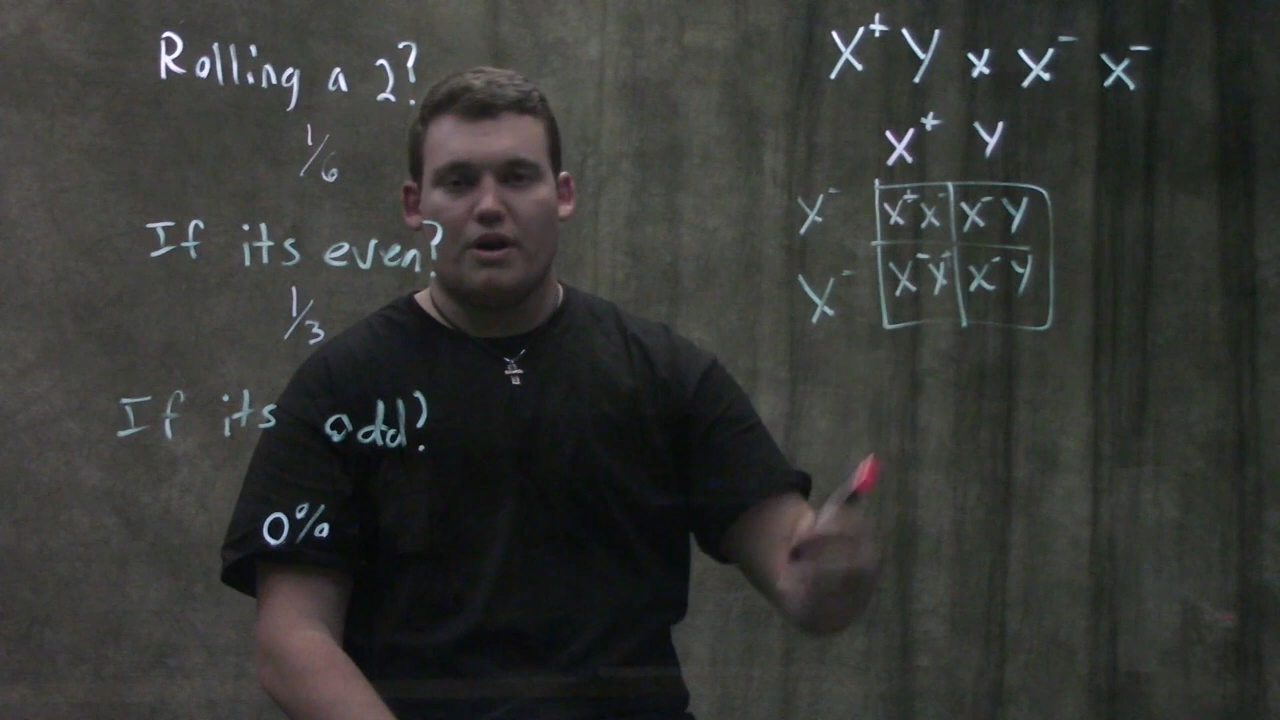 Rolling a 2?
1/6
If its even?
1/3
If its odd?
0%
X⁺ Y x X⁻ X⁻
X⁺ Y
X⁻ X⁺ X⁻ X⁻ Y
X⁻ X⁻ X⁻ X⁻ Y